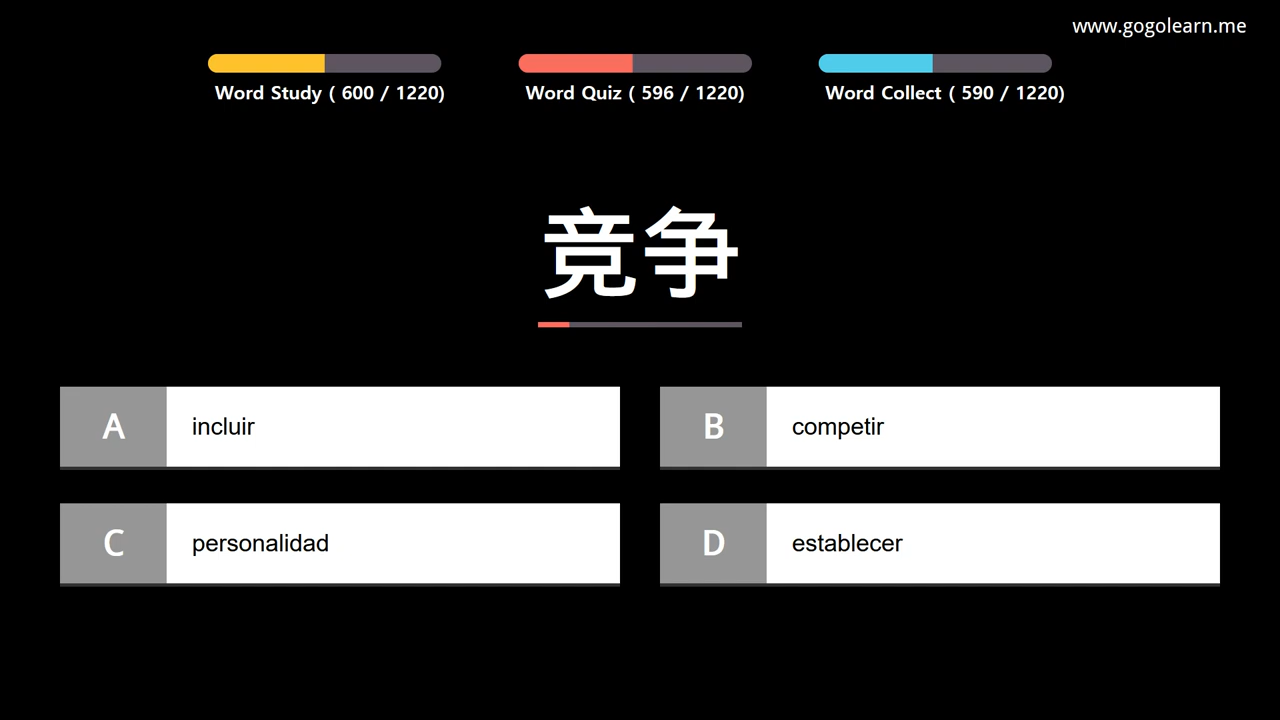 www.gogolearn.me
Word Study ( 600 / 1220)
Word Quiz ( 596 / 1220)
Word Collect ( 590 / 1220)
竞争
A
incluir
B
competir
C
personalidad
D
establecer